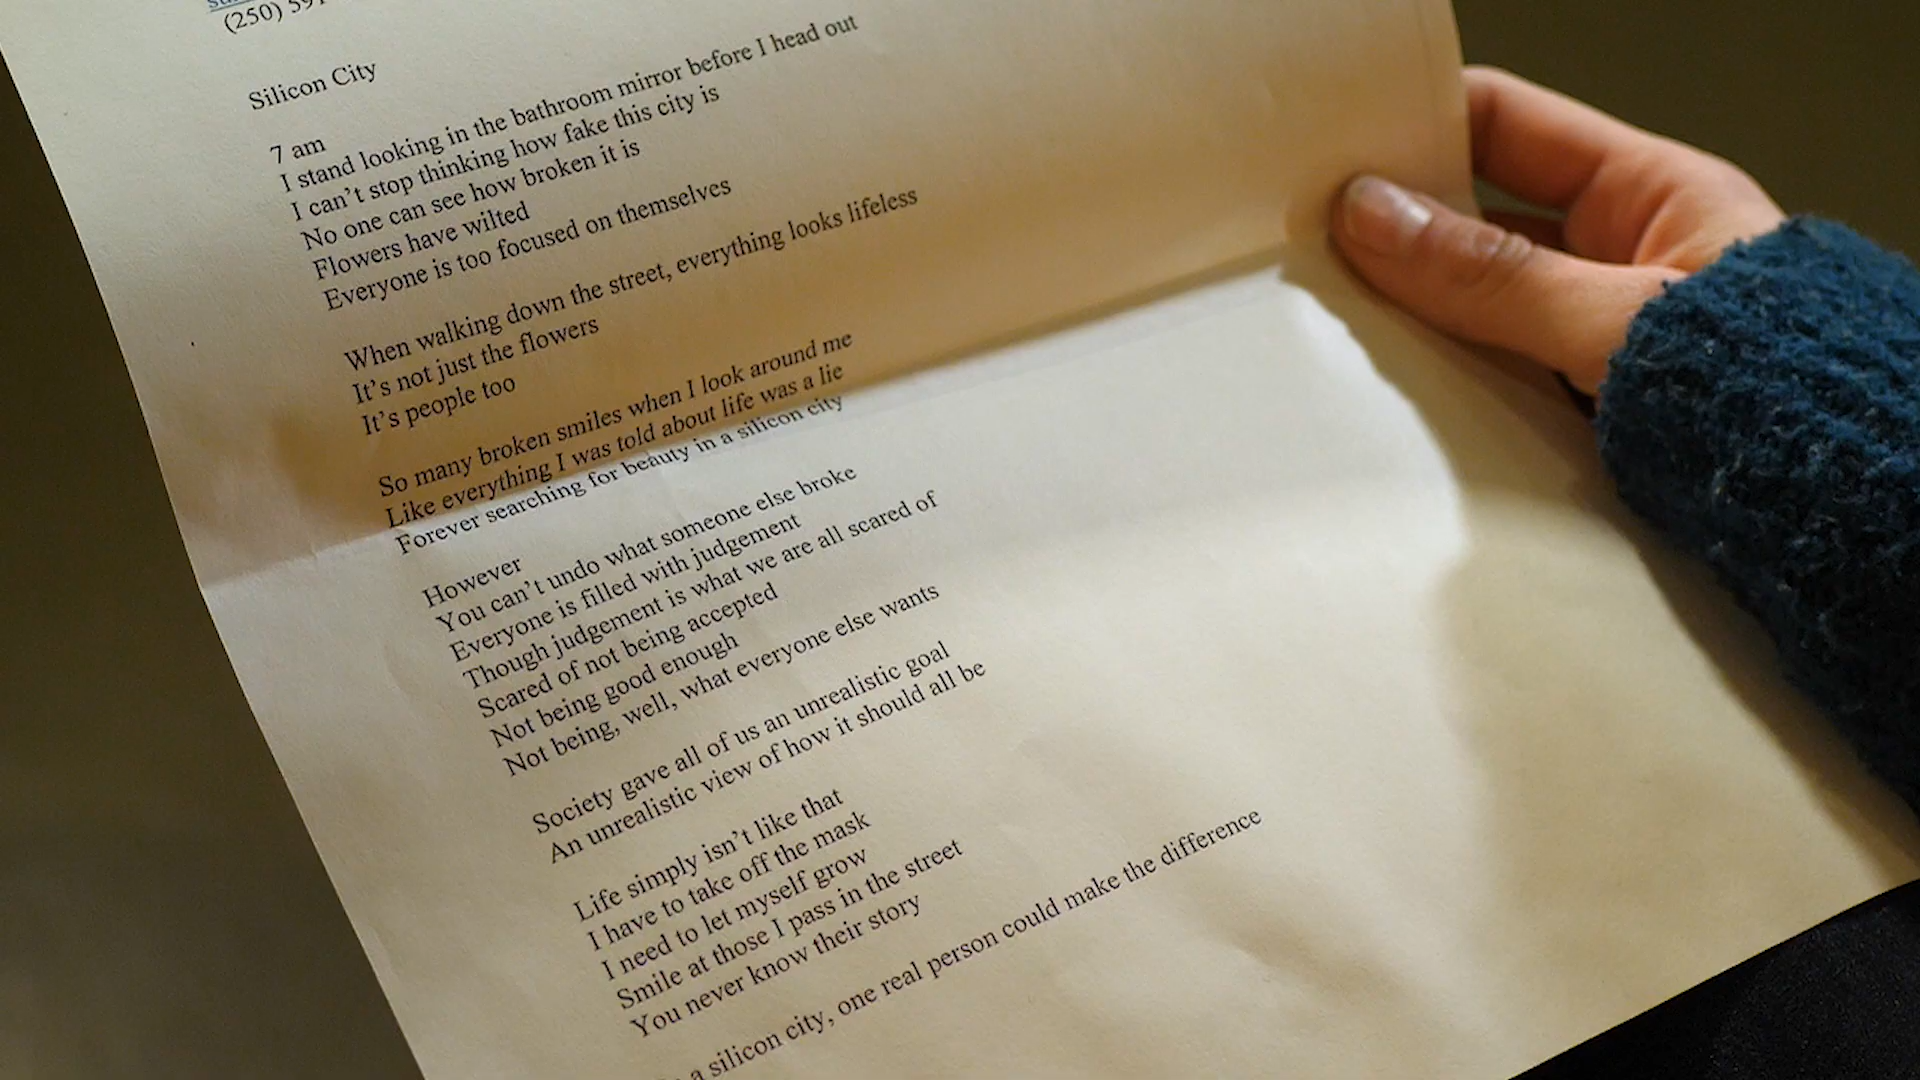 (250) 591
Silicon City
7 am
I stand looking in the bathroom mirror before I head out
I can't stop thinking how fake this city is
No one can see how broken it is
Flowers have wilted
Everyone is too focused on themselves
When walking down the street, everything looks lifeless
It's not just the flowers
It's people too
So many broken smiles when I look around me
Like everything I was told about life was a lie
Forever searching for beauty in a silicon city
However
You can't undo what someone else broke
Everyone is filled with judgement
Though judgement is what we are all scared of
Scared of not being accepted
Not being good enough
Not being, well, what everyone else wants
Society gave all of us an unrealistic goal
An unrealistic view of how it should all be
Life simply isn't like that
I have to take off the mask
I need to let myself grow
Smile at those I pass in the street
You never know their story
a silicon city, one real person could make the difference